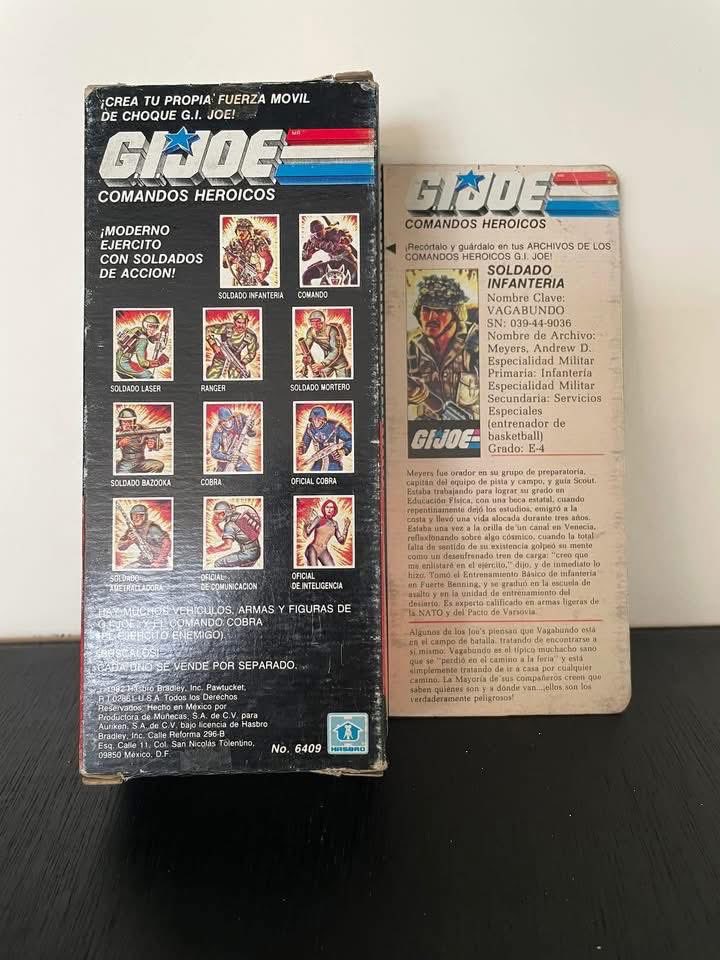 ¡CREA TU PROPIA FUERZA MOVIL
DE CHOQUE G.I. JOE!
G.I. JOE
MR
COMANDOS HEROICOS
¡MODERNO
EJERCITO
CON SOLDADOS
DE ACCION!
SOLDADO INFANTERIA
COMANDO
SOLDADO LASER
RANGER
SOLDADO MORTERO
SOLDADO BAZOOKA
COBRA
OFICIAL COBRA
SOLDADO
AMETRALLADORA
OFICIAL
DE COMUNICACION
OFICIAL
DE INTELIGENCIA
HAY MUCHOS VEHICULOS, ARMAS Y FIGURAS DE
G.I. JOE Y EL COMANDO COBRA
(EL EJERCITO ENEMIGO).
¡BUSCALOS!
CADA UNO SE VENDE POR SEPARADO.
1982 Hasbro Bradley, Inc. Pawtucket,
R.I. 02861 U.S.A. Todos los Derechos
Reservados. Hecho en México por
Productora de Muñecas, S.A. de C.V. para
Auriken, S.A. de C.V. bajo licencia de Hasbro
Bradley, Inc. Calle Reforma 296-B
Esq. Calle 11, Col. San Nicolás Tolentino,
09850 México, D.F.
No. 6409
HASBRO
G.I. JOE
COMANDOS HEROICOS
¡Recórtalo y guárdalo en tus ARCHIVOS DE LOS
COMANDOS HEROICOS G.I. JOE!
SOLDADO
INFANTERIA
Nombre Clave:
VAGABUNDO
SN: 039-44-9036
Nombre de Archivo:
Meyers, Andrew D.
Especialidad Militar
Primaria: Infantería
Especialidad Militar
Secundaria: Servicios
Especiales
(entrenador de
basketball)
Grado: E-4
G.I. JOE
Meyers fue orador en su grupo de preparatoria,
capitán del equipo de pista y campo, y guía Scout.
Estaba trabajando para lograr su grado en
Educación Física, con una beca estatal, cuando
repentinamente dejó los estudios, emigró a la
costa y llevó una vida alocada durante tres años.
Estaba una vez a la orilla de un canal en Venecia,
reflexionando sobre algo cósmico, cuando la total
falta de sentido de su existencia golpeó su mente
como un desenfrenado tren de carga: "creo que
me enlistaré en el ejército," dijo, y de inmediato lo
hizo. Tomó el Entrenamiento Básico de infantería
en Fuerte Benning, y se graduó en la escuela de
asalto y en la unidad de entrenamiento del
desierto. Es experto calificado en armas ligeras de
la NATO y del Pacto de Varsovia.
Algunos de los Joe's piensan que Vagabundo está
en el campo de batalla, tratando de encontrarse a
si mismo. Vagabundo es el típico muchacho sano
que se "perdió en el camino a la feria" y está
simplemente tratando de ir a casa por cualquier
camino. La Mayoría de sus compañeros creen que
saben quiénes son y a dónde van...¡ellos son los
verdaderamente peligrosos!